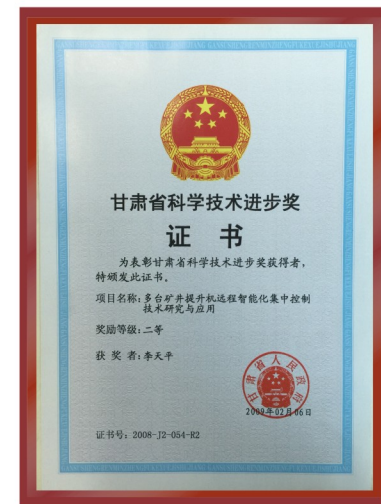 甘肃省科学技术进步奖
证 书
为表彰甘肃省科学技术进步奖获得者，
特颁发此证书。
项目名称：多台矿井提升机远程智能化集中控制
技术研究与应用
奖励等级：二等
获 奖 者：李天平
甘肃省人民政府
2009年02月06日
证书号：2008-J2-054-R2